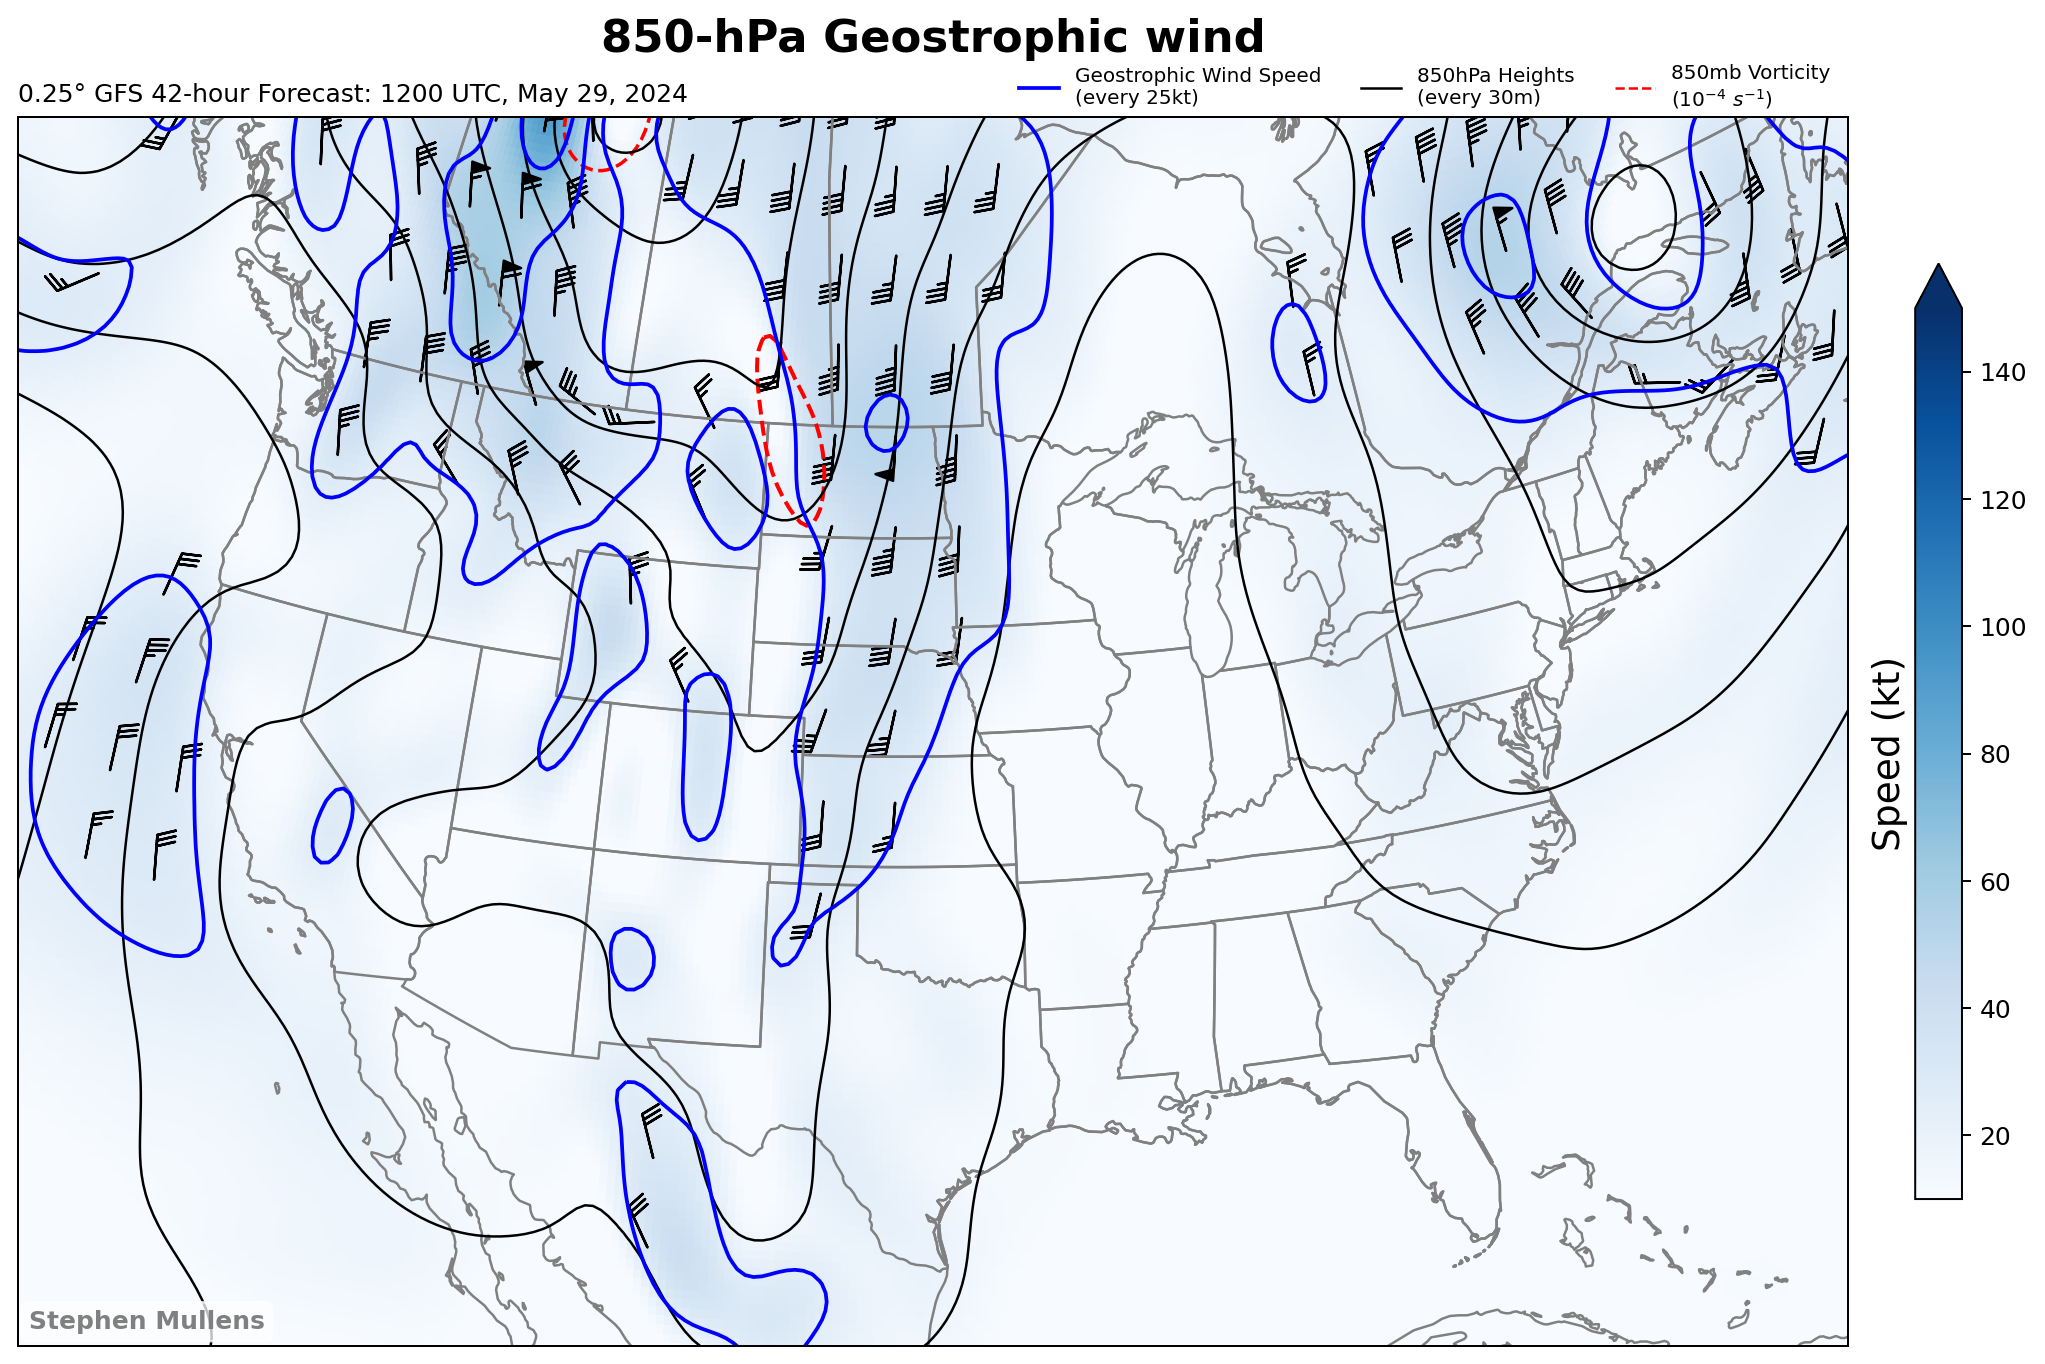 850-hPa Geostrophic wind
0.25° GFS 42-hour Forecast: 1200 UTC, May 29, 2024
Geostrophic Wind Speed
(every 25kt)
850hPa Heights
(every 30m)
850mb Vorticity
(10⁻⁴ s⁻¹)
140
120
100
80
60
40
20
Speed (kt)
Stephen Mullens